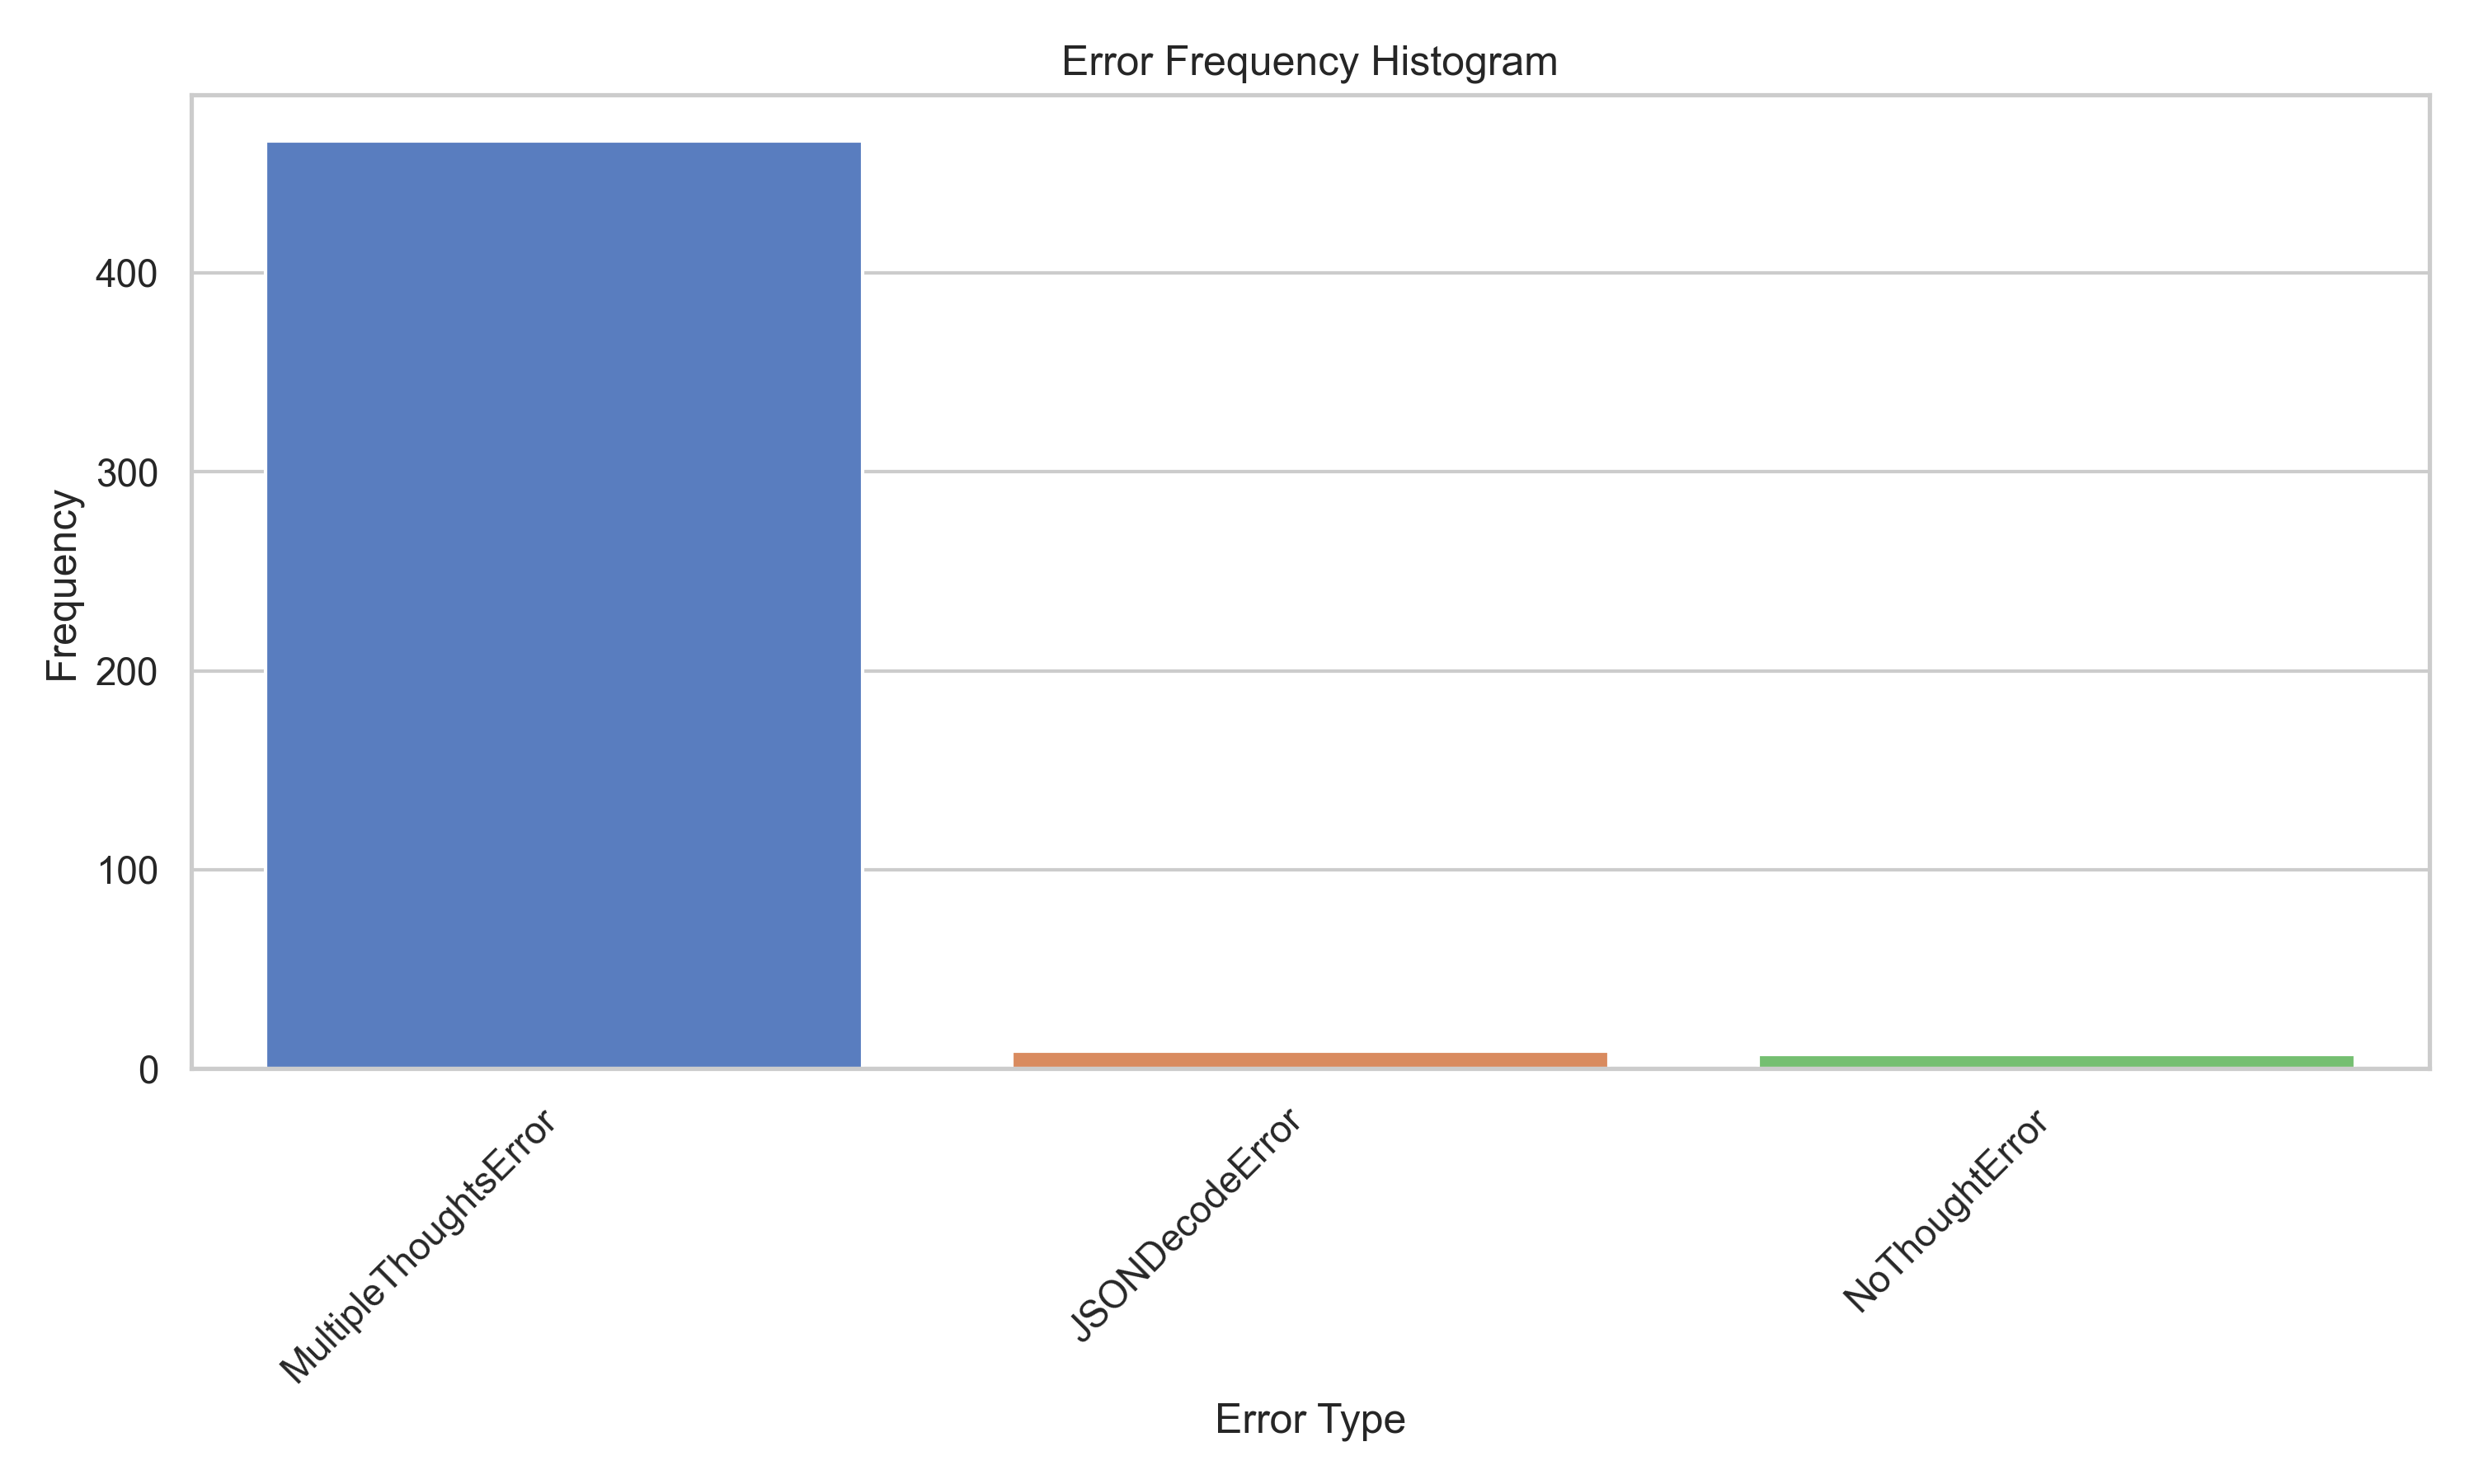 Error Frequency Histogram
Frequency
400
300
200
100
0
MultipleThoughtsError
JSONDecodeError
NoThoughtError
Error Type